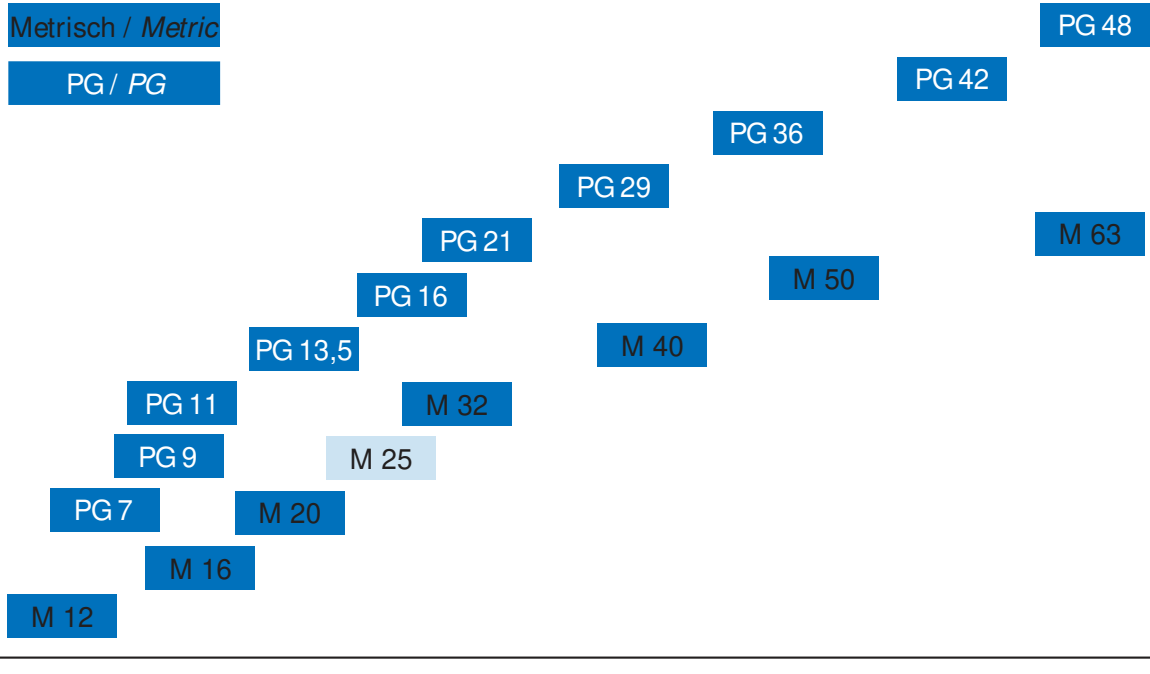 Metrisch / Metric
PG 48
PG / PG
PG 42
PG 36
PG 29
PG 21
M 63
M 50
PG 16
PG 13,5
M 40
PG 11
M 32
PG 9
M 25
PG 7
M 20
M 16
M 12